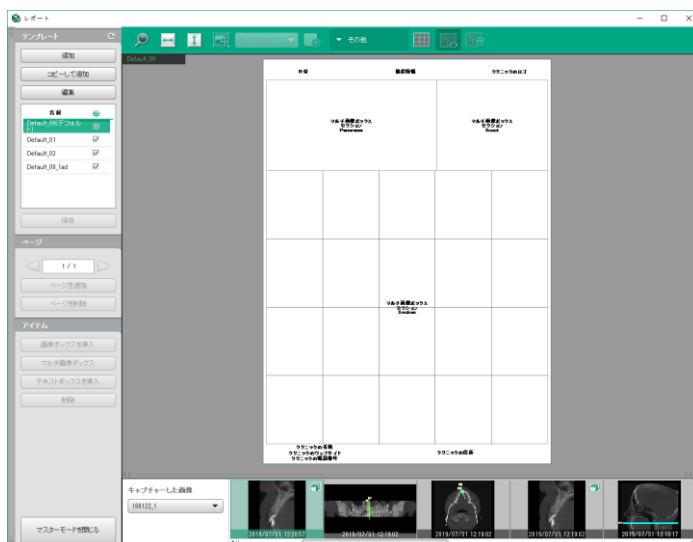 レポート
テンプレート
追加
コピーして追加
編集
名前
Default_00(デフォルト)
Default_01
Default_02
Default_00_1ad
保存
ページ
1 / 1
ページを追加
ページを削除
アイテム
画像ボックスを挿入
マルチ画像ボックス
テキストボックスを挿入
削除
マスターモードを閉じる
その他
Default_00
クリニックのロゴ
マルチ画像ボックス
セクション
Panorama
マルチ画像ボックス
セクション
Scout
マルチ画像ボックス
セクション
Section
クリニックの名称
クリニックのウェブサイト
クリニックの電話番号
クリニックの住所
キャプチャーした画像
188122_1
2019/07/31 12:20:57
2019/07/31 12:19:02
2019/07/31 12:19:02
2019/07/31 12:19:02
2019/07/31 12:18:17